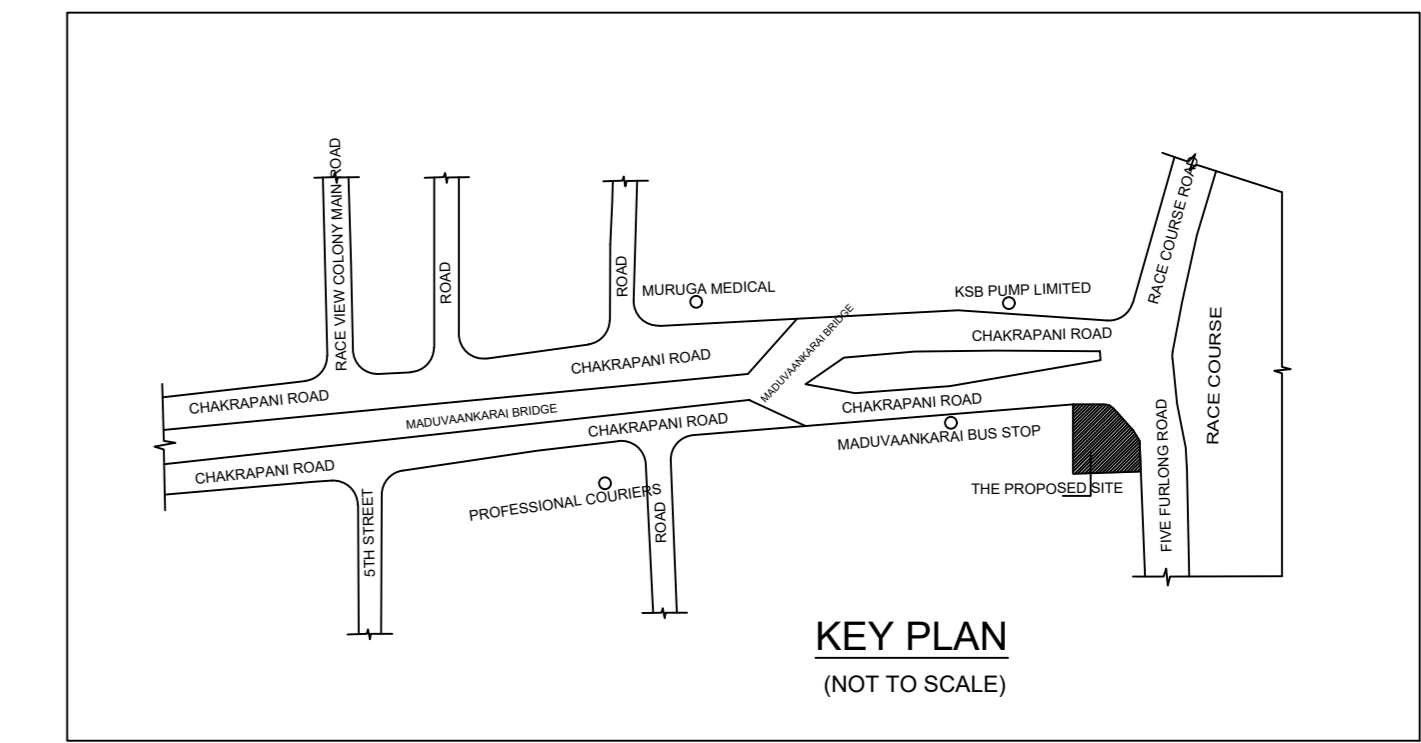 RACE VIEW COLONY MAIN ROAD
ROAD
ROAD
MURUGA MEDICAL
MADUVAANKARAI BRIDGE
KSB PUMP LIMITED
RACE COURSE ROAD
RACE COURSE
CHAKRAPANI ROAD
CHAKRAPANI ROAD
CHAKRAPANI ROAD
MADUVAANKARAI BRIDGE
CHAKRAPANI ROAD
CHAKRAPANI ROAD
MADUVAANKARAI BUS STOP
CHAKRAPANI ROAD
5TH STREET
PROFESSIONAL COURIERS
ROAD
THE PROPOSED SITE
FIVE FURLONG ROAD
KEY PLAN
(NOT TO SCALE)